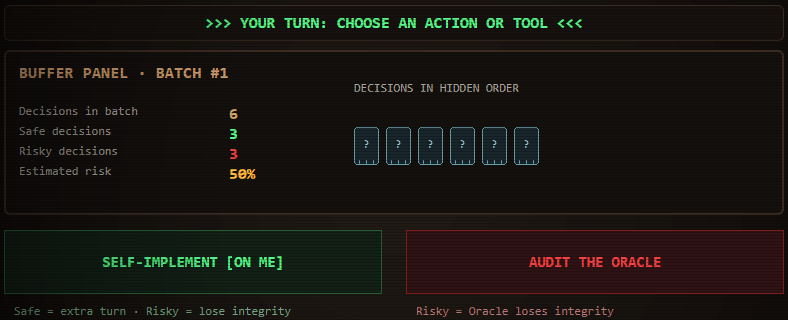 >>> YOUR TURN: CHOOSE AN ACTION OR TOOL <<<
BUFFER PANEL · BATCH #1
DECISIONS IN HIDDEN ORDER
Decisions in batch 6
Safe decisions 3
Risky decisions 3
Estimated risk 50%
? ? ? ? ? ?
SELF-IMPLEMENT [ON ME]
AUDIT THE ORACLE
Safe = extra turn · Risky = lose integrity
Risky = Oracle loses integrity